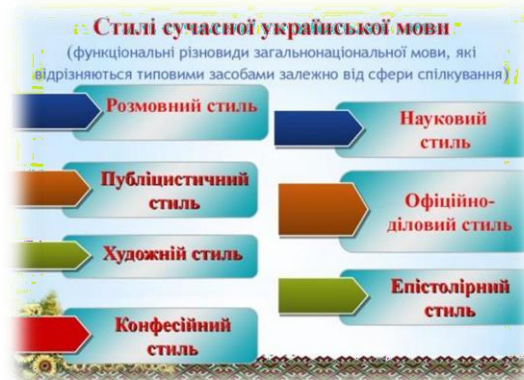 Стилі сучасної української мови
(функціональні різновиди загальнонаціональної мови, які
відрізняються типовими засобами залежно від сфери спілкування)
Розмовний стиль
Публіцистичний
стиль
Художній стиль
Конфесійний
стиль
Науковий
стиль
Офіційно-
діловий стиль
Епістолірний
стиль